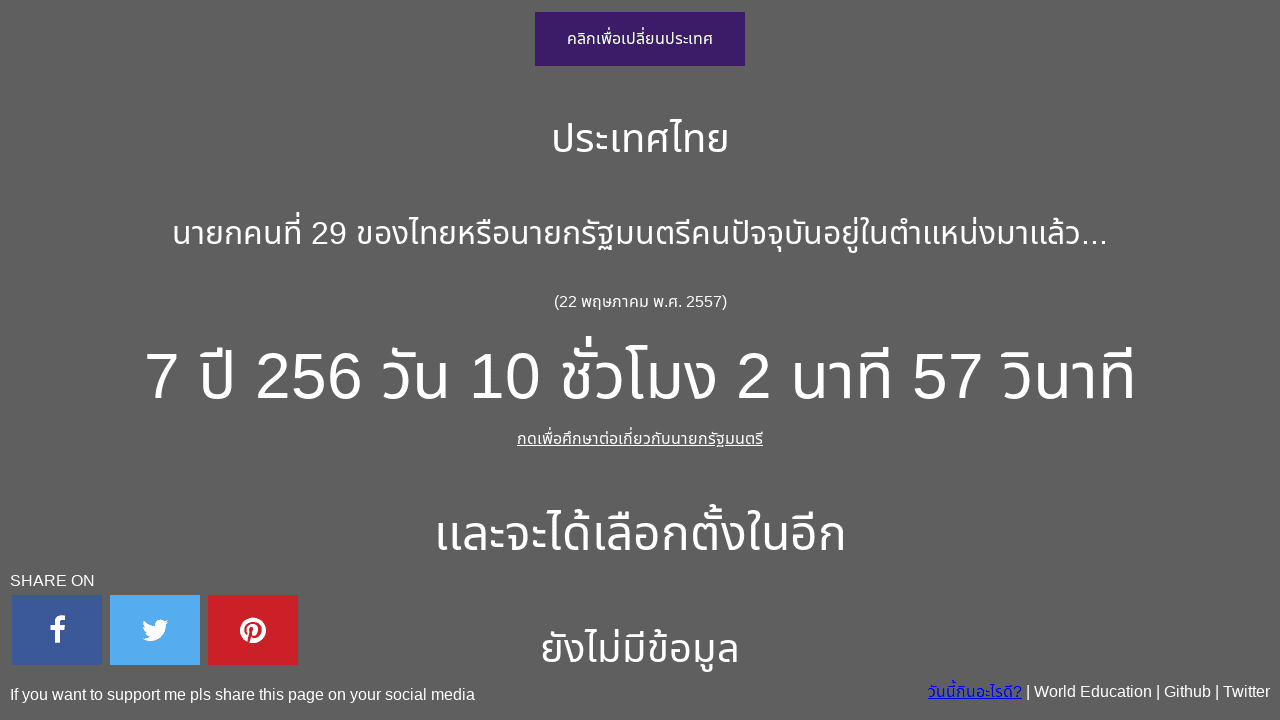 คลิกเพื่อเปลี่ยนประเทศ
ประเทศไทย
นายกคนที่ 29 ของไทยหรือนายกรัฐมนตรีคนปัจจุบันอยู่ในตำแหน่งมาแล้ว...
(22 พฤษภาคม พ.ศ. 2557)
7 ปี 256 วัน 10 ชั่วโมง 2 นาที 57 วินาที
กดเพื่อศึกษาต่อเกี่ยวกับนายกรัฐมนตรี
และจะได้เลือกตั้งในอีก
SHARE ON
ยังไม่มีข้อมูล
If you want to support me pls share this page on your social media
วันนี้กินอะไรดี? | World Education | Github | Twitter